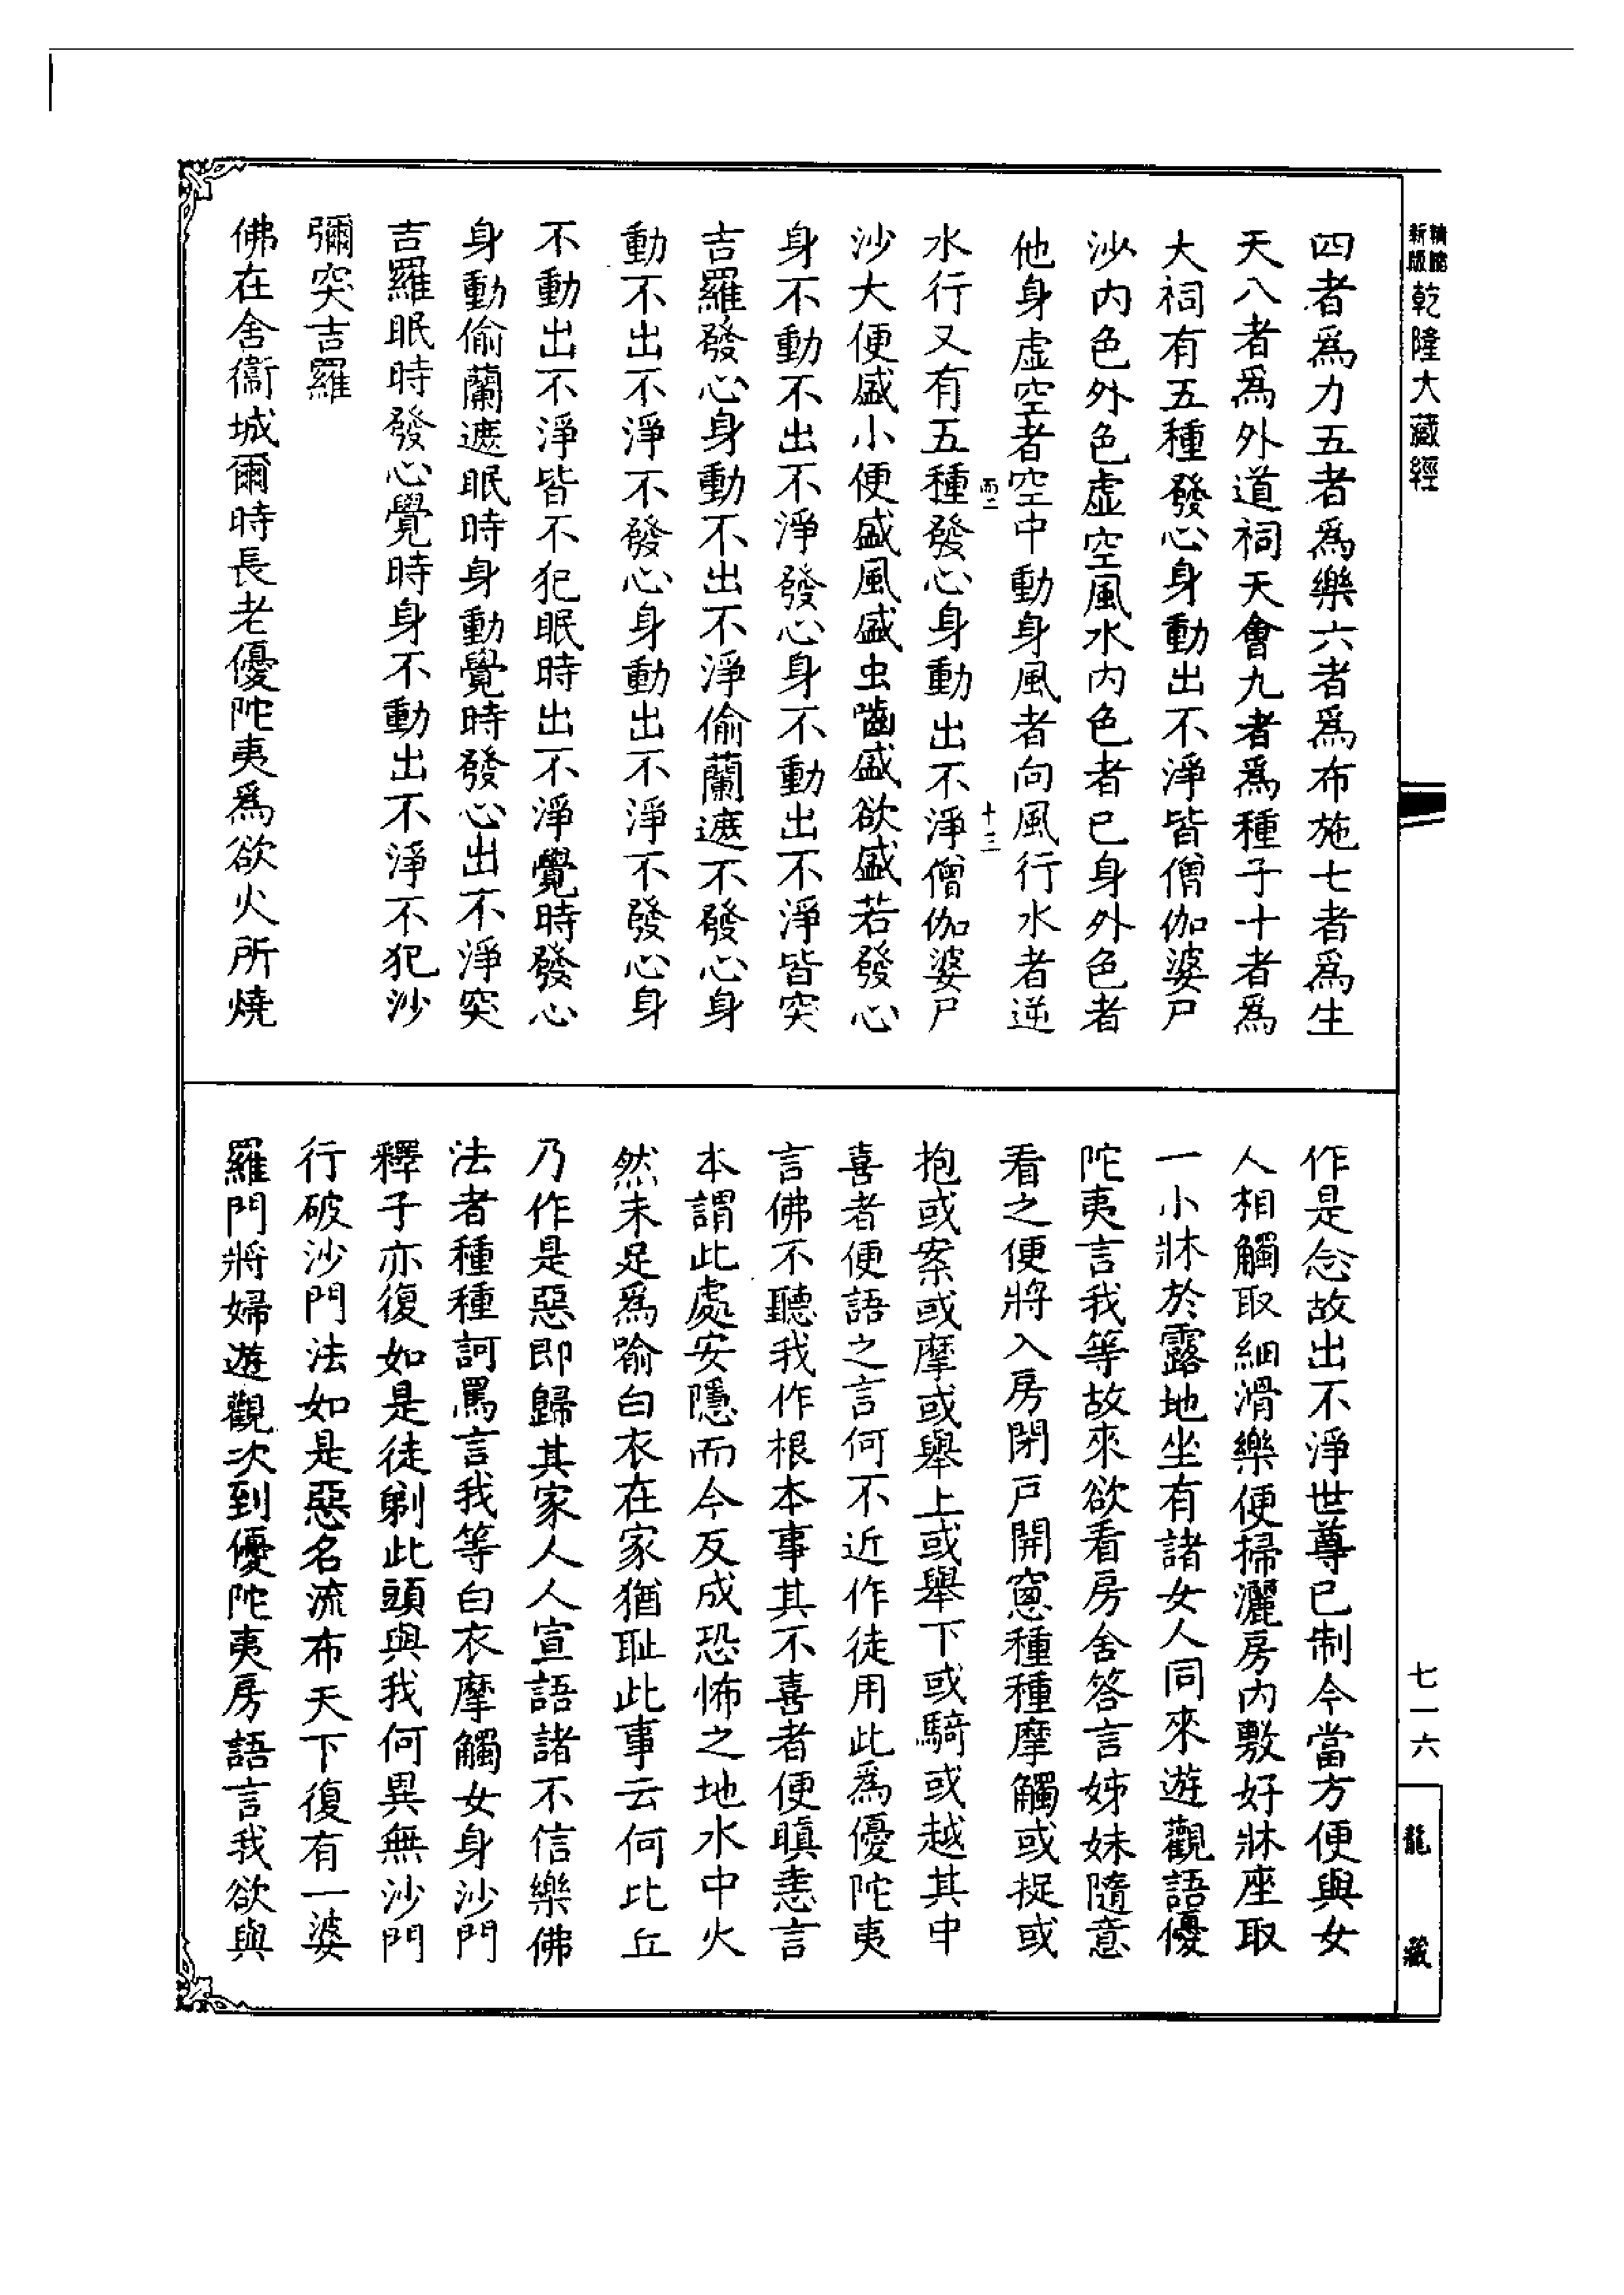 新版
精縮
乾隆大藏經
四者爲力五者爲樂六者爲布施七者爲生
天八者爲外道祠天會九者爲種子十者爲
大祠有五種發心身動出不淨皆僧伽婆尸
沙內色外色虛空風水內色者已身外色者
他身虛空者空中動身風者向風行水者逆
水行又有五種發心身動出不淨僧伽婆尸
沙大便盛小便盛風盛虫嚙盛欲盛若發心
身不動不出不淨發心身不動出不淨皆突
吉羅發心身動不出不淨偷蘭遮不發心身
動不出不淨不發心身動出不淨不發心身
不動出不淨皆不犯眠時出不淨覺時發心
身動偷蘭遮眠時身動覺時發心出不淨突
吉羅眠時發心覺時身不動出不淨不犯沙
彌突吉羅
佛在舍衞城爾時長老優陀夷爲欲火所燒
雨二
十三
作是念故出不淨世尊已制今當方便與女
人相觸取細滑樂便掃灑房內敷好牀座取
一小牀於露地坐有諸女人同來遊觀語優
陀夷言我等故來欲看房舍答言姊妹隨意
看之便將入房閉戸開窻種種摩觸或捉或
抱或案或摩或舉上或舉下或騎或越其中
喜者便語之言何不近作徒用此爲優陀夷
言佛不聽我作根本事其不喜者便瞋恚言
本謂此處安隱而今反成恐怖之地水中火
然未足爲喻白衣在家猶耻此事云何比丘
乃作是惡即歸其家人人宣語諸不信樂佛
法者種種訶罵言我等白衣摩觸女身沙門
釋子亦復如是徒剔此頭與我何異無沙門
行破沙門法如是惡名流布天下復有一婆
羅門將婦遊觀次到優陀夷房語言我欲與
七一六
龍藏